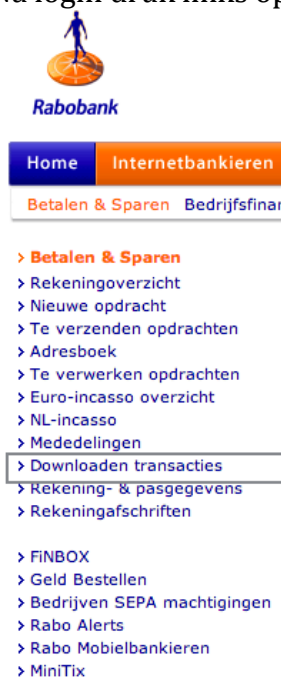 Rabobank
Home Internetbankieren
Betalen & Sparen Bedrijfsfinan
> Betalen & Sparen
> Rekeningoverzicht
> Nieuwe opdracht
> Te verzenden opdrachten
> Adresboek
> Te verwerken opdrachten
> Euro-incasso overzicht
> NL-incasso
> Mededelingen
> Downloaden transacties
> Rekening- & pasgegevens
> Rekeningafschriften
> FiNBOX
> Geld Bestellen
> Bedrijven SEPA machtigingen
> Rabo Alerts
> Rabo Mobielbankieren
> MiniTix